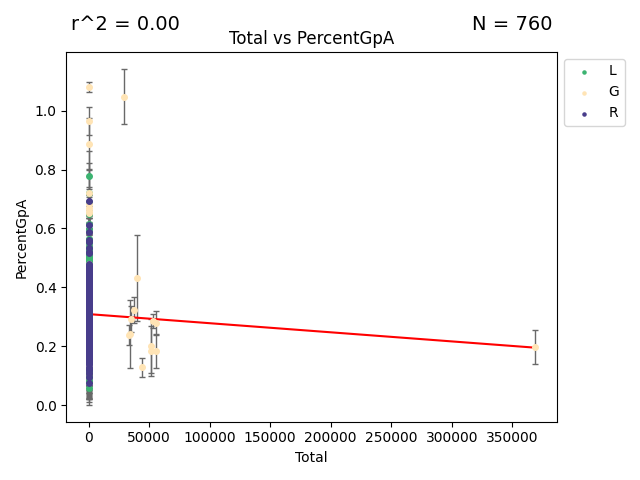 r^2 = 0.00
N = 760
Total vs PercentGpA
L
G
R
PercentGpA
1.0
0.8
0.6
0.4
0.2
0.0
0
50000
100000
150000
200000
250000
300000
350000
Total